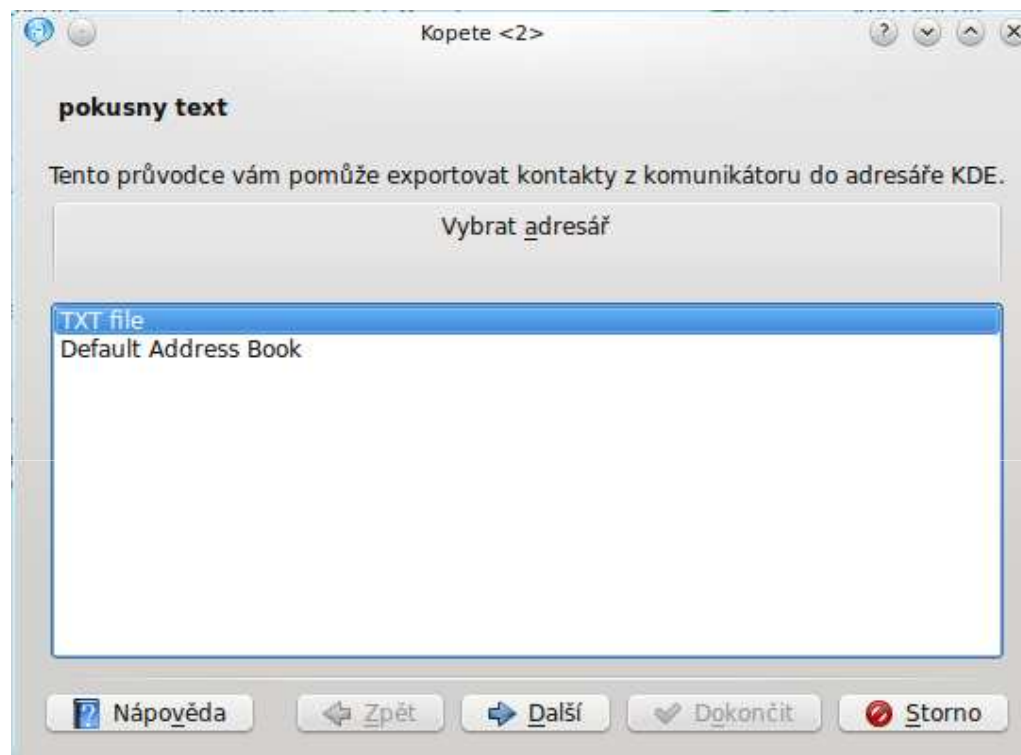 Kopete <2>
pokusny text
Tento průvodce vám pomůže exportovat kontakty z komunikátoru do adresáře KDE.
Vybrat adresář
TXT file
Default Address Book
Nápověda Zpět Další Dokončit Storno